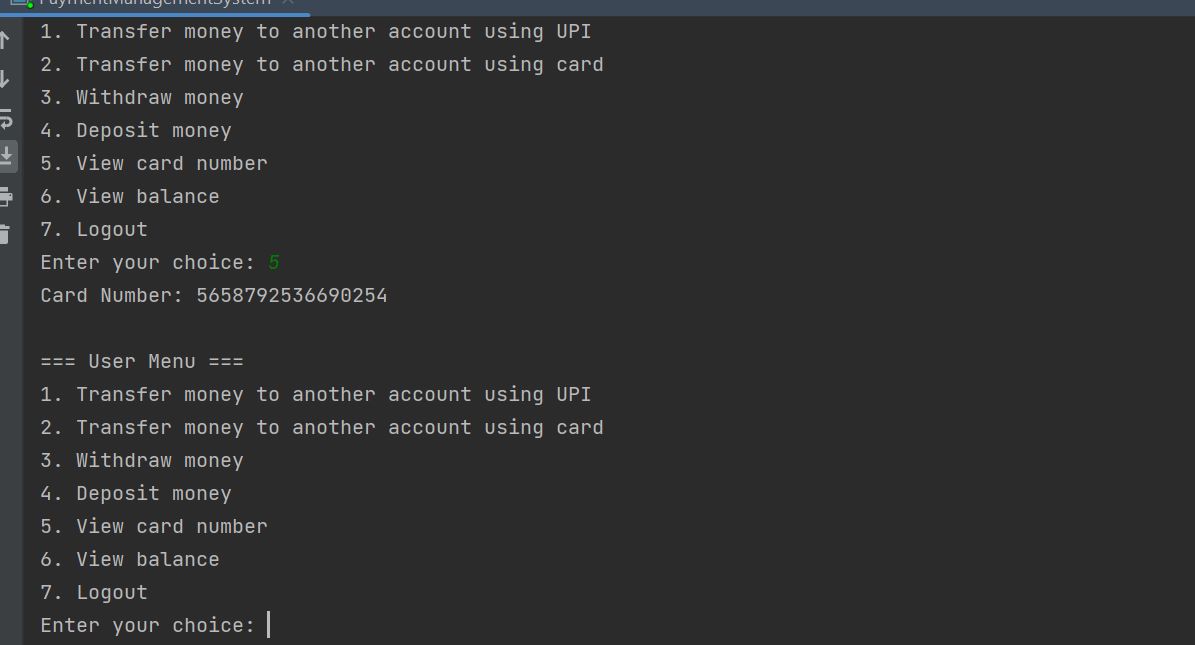 PaymentManagementSystem
1. Transfer money to another account using UPI
2. Transfer money to another account using card
3. Withdraw money
4. Deposit money
5. View card number
6. View balance
7. Logout
Enter your choice: 5
Card Number: 5658792536690254
=== User Menu ===
1. Transfer money to another account using UPI
2. Transfer money to another account using card
3. Withdraw money
4. Deposit money
5. View card number
6. View balance
7. Logout
Enter your choice: